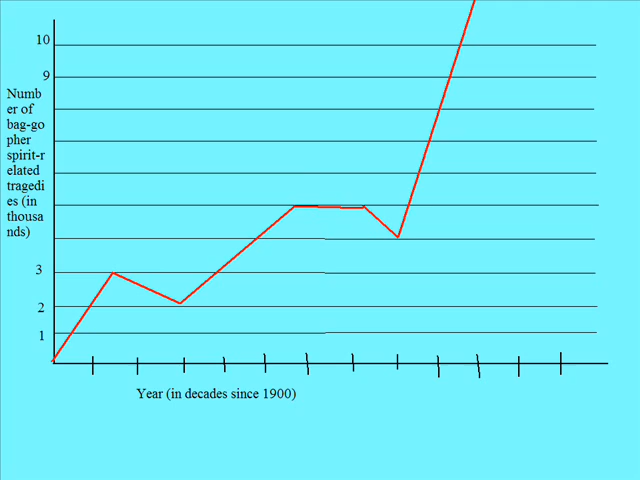 10
9
Numb
er of
bag-go
pher
spirit-r
elated
tragedi
es (in
thousa
nds)
3
2
1
Year (in decades since 1900)